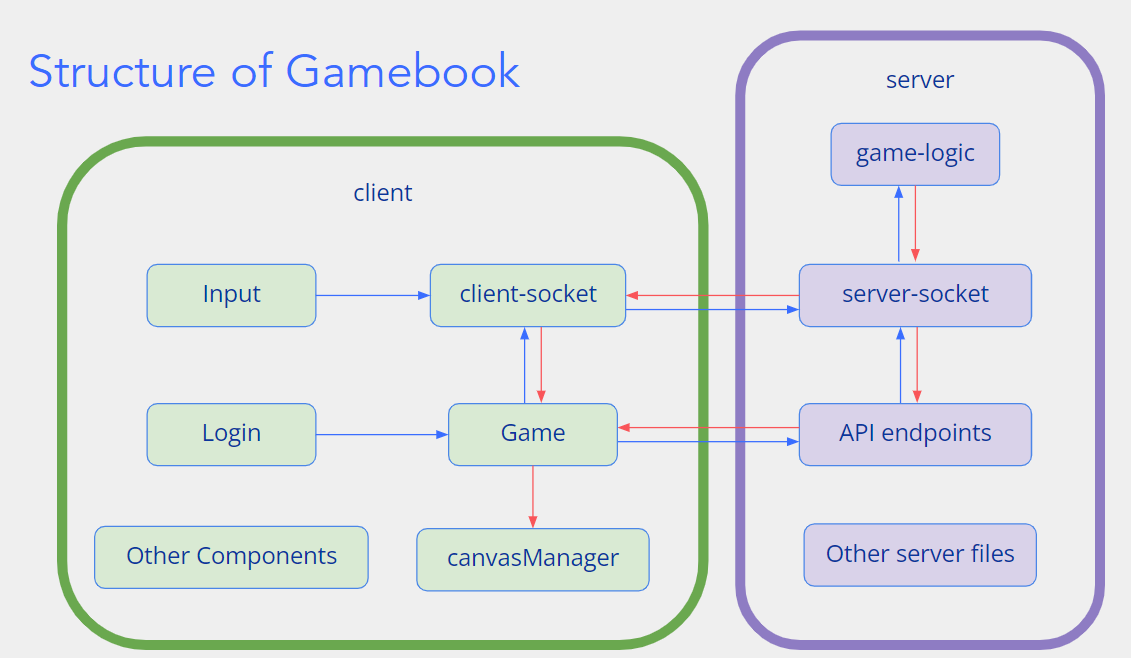 Structure of Gamebook
server
game-logic
client
Input
client-socket
server-socket
Login
Game
API endpoints
Other Components
canvasManager
Other server files